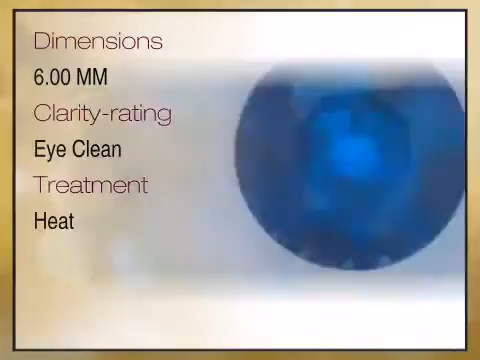 Dimensions
6.00 MM
Clarity-rating
Eye Clean
Treatment
Heat